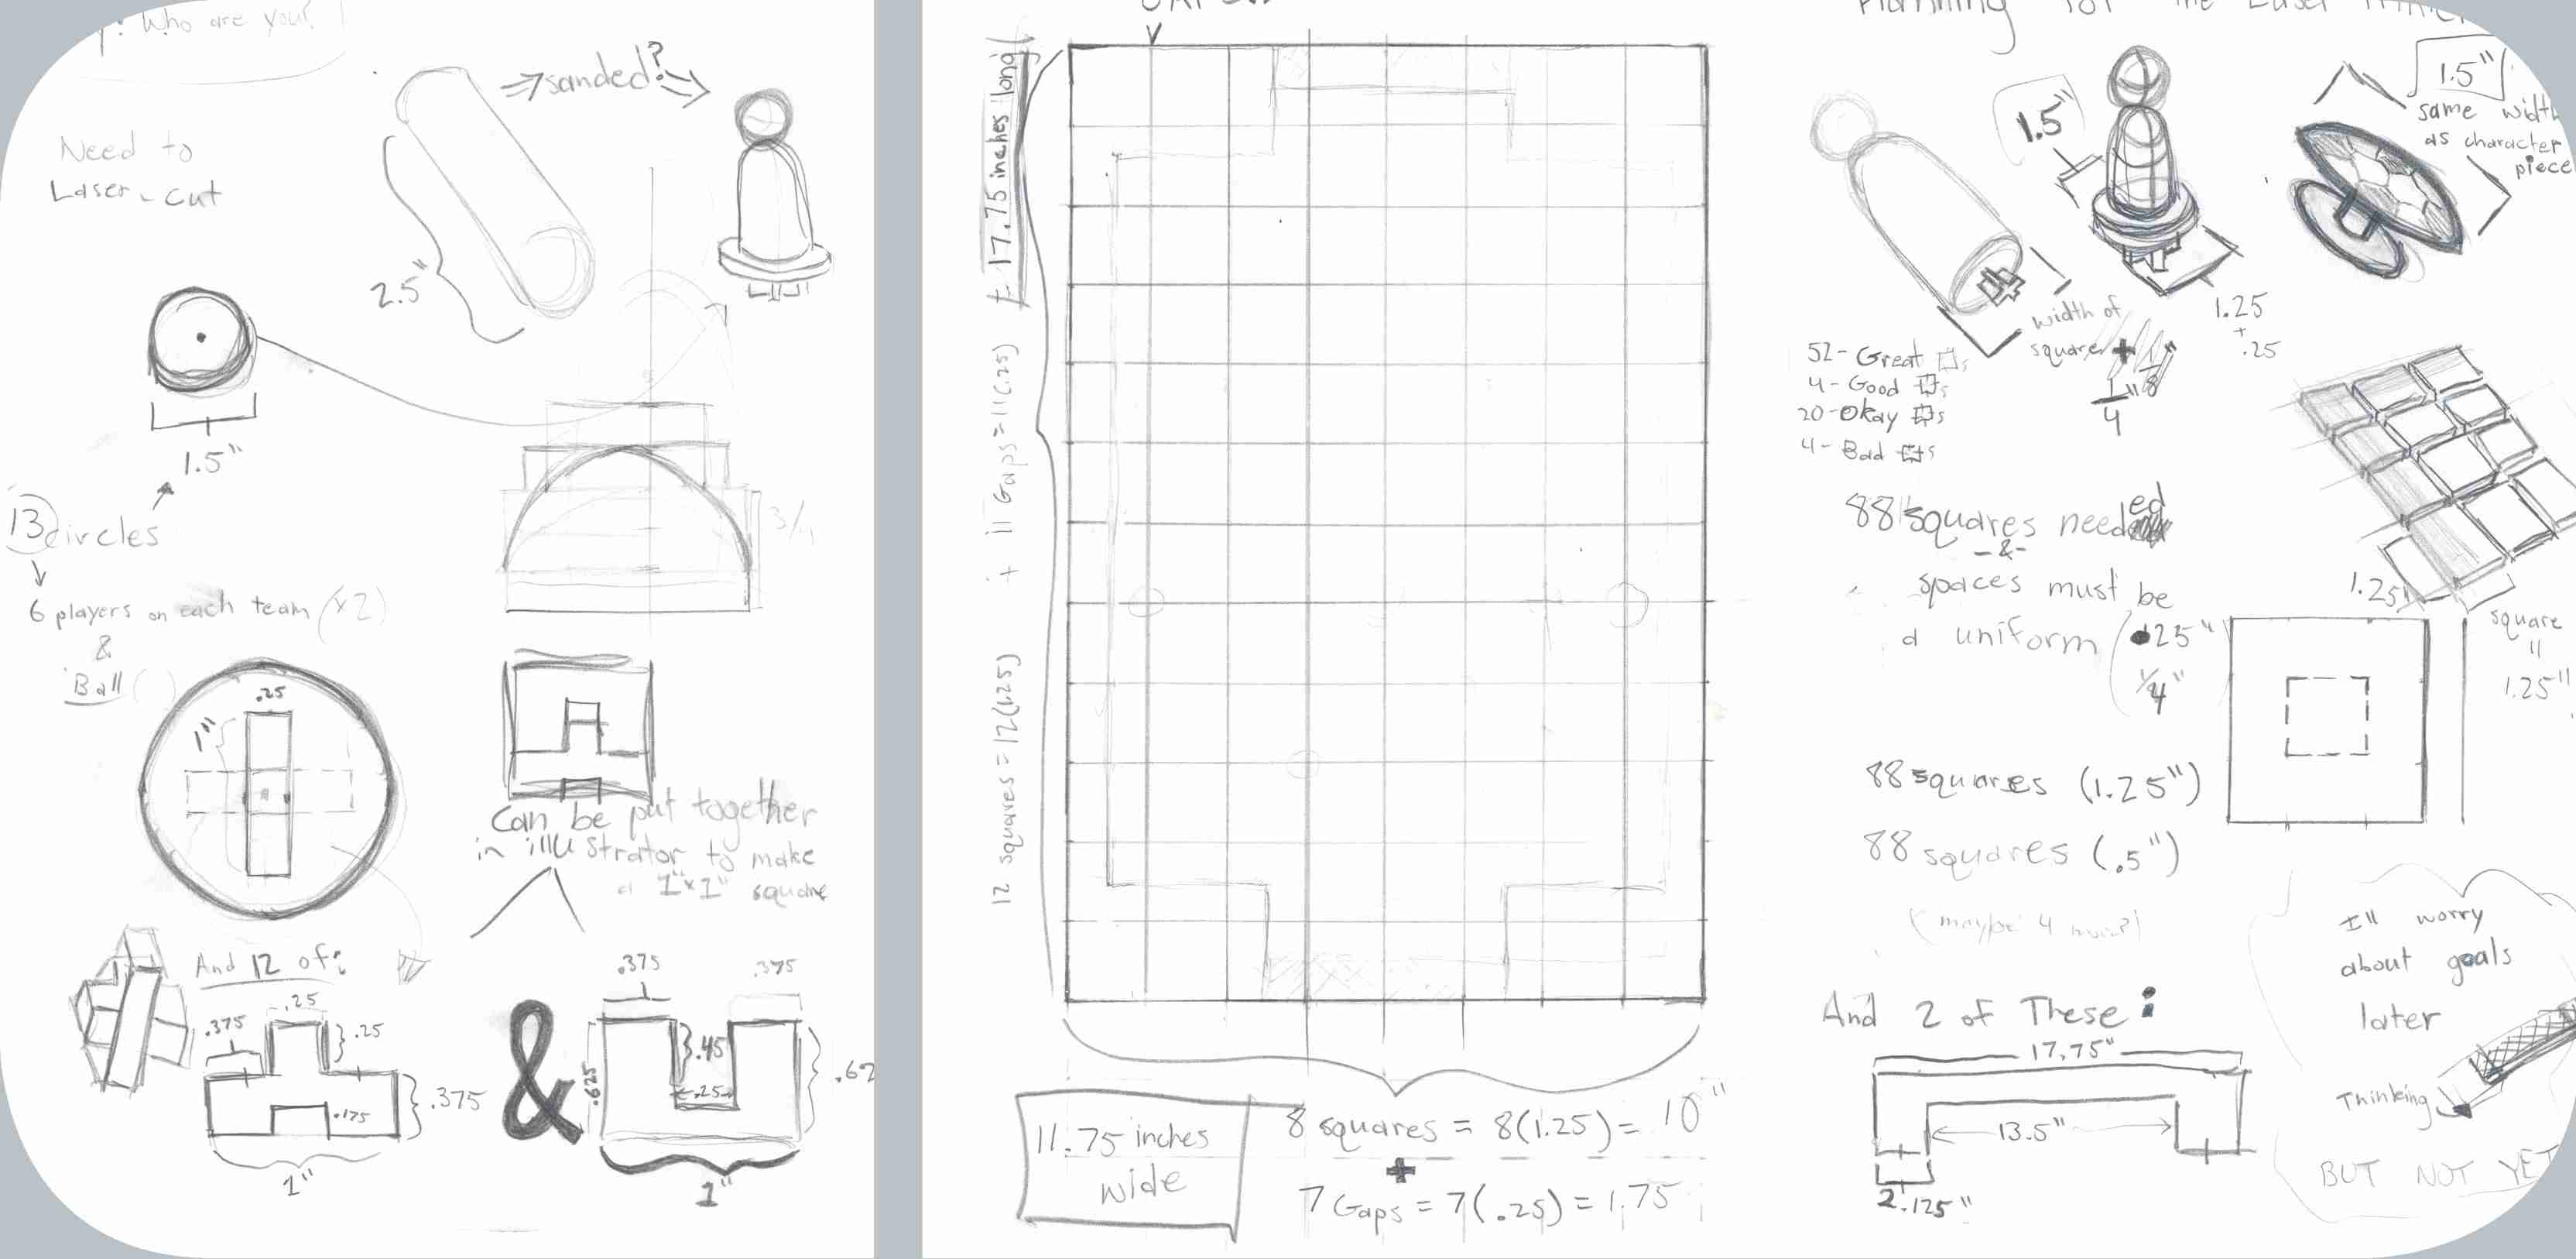 Who are you?
Need to
Laser-cut
⇒ sanded? ⇒
2.5"
1.5"
13 circles
6 players on each team (x2)
&
Ball
3/4
.25
1"
Can be put together
in illustrator to make
a 1"x1" square
And 12 of:
.25
.375
.25
.375
.175
1"
&
.375
.375
.45
.25
.625
.62
1"
17.75 inches long
12 squares = 12(1.25) + 11 Gaps = 11(.25)
11.75 inches
wide
8 squares = 8(1.25) = 10"
+
7 Gaps = 7(.25) = 1.75
Planning for the Laser
1.5"
1.5"
same width
as character
piece
width of
square +
1/4"
1/8"
1.25
+
.25
52 - Great □s
4 - Good □s
20 - Okay □s
4 - Bad □s
88 squares needed
-&-
spaces must be
a uniform
.25"
1/4"
1.25
square
=
1.25"
88 squares (1.25")
88 squares (.5")
(maybe 4 more?)
And 2 of These:
17.75"
13.5"
2.125"
I'll worry
about goals
later
Thinking
BUT NOT YET